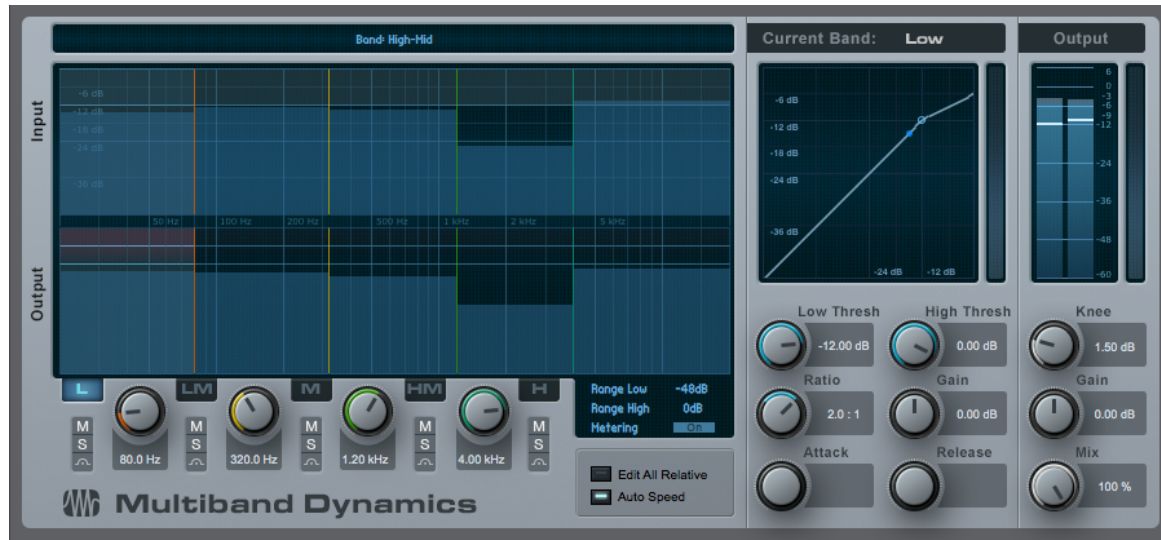 Band: High-Mid
Current Band: Low
Output
Input
-6 dB
-12 dB
-18 dB
-24 dB
-36 dB
50 Hz 100 Hz 200 Hz 500 Hz 1 kHz 2 kHz 5 kHz
Output
L LM M HM H
M M M M M
S S S S S
80.0 Hz 320.0 Hz 1.20 kHz 4.00 kHz
Range Low -48dB
Range High 0dB
Metering On
Edit All Relative
Auto Speed
Multiband Dynamics
-6 dB
-12 dB
-18 dB
-24 dB
-36 dB
-24 dB -12 dB
6
0
-3
-6
-9
-12
-24
-36
-48
-60
Low Thresh High Thresh
-12.00 dB 0.00 dB
Ratio Gain
2.0 : 1 0.00 dB
Attack Release
Knee
1.50 dB
Gain
0.00 dB
Mix
100 %